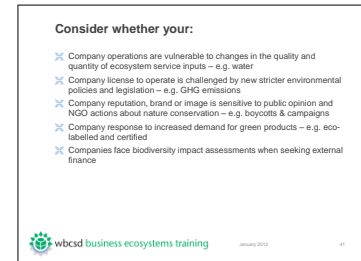 Consider whether your:
Company operations are vulnerable to changes in the quality and
quantity of ecosystem service inputs – e.g. water
Company license to operate is challenged by new stricter environmental
policies and legislation – e.g. GHG emissions
Company reputation, brand or image is sensitive to public opinion and
NGO actions about nature conservation – e.g. boycotts & campaigns
Company response to increased demand for green products – e.g. eco-
labelled and certified
Companies face biodiversity impact assessments when seeking external
finance
wbcsd business ecosystems training
January 2012
41